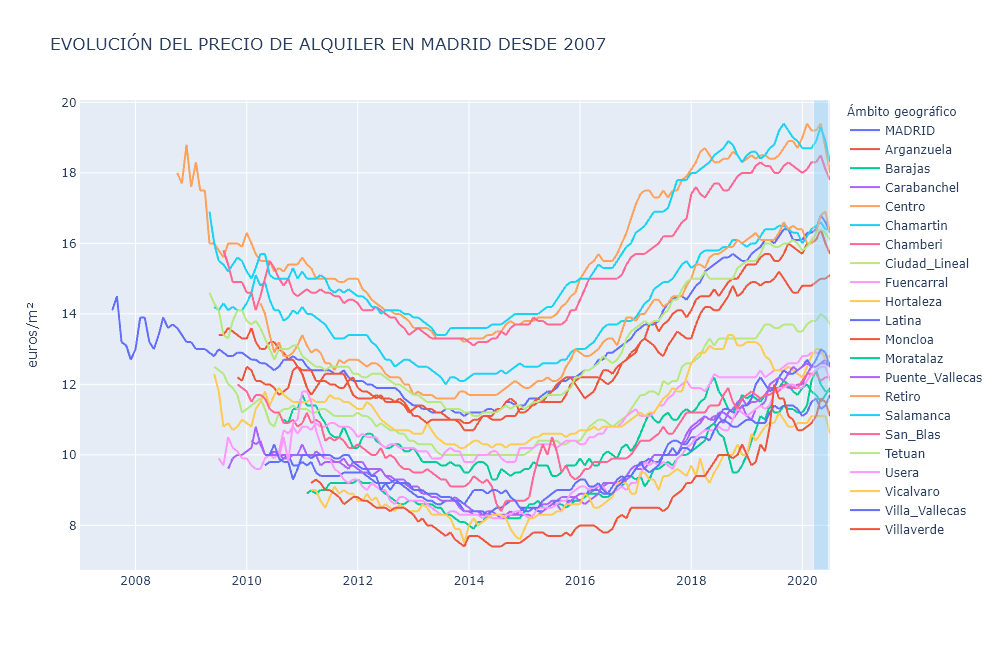 EVOLUCIÓN DEL PRECIO DE ALQUILER EN MADRID DESDE 2007
euros/m²
20
18
16
14
12
10
8
2008 2010 2012 2014 2016 2018 2020
Ámbito geográfico
MADRID
Arganzuela
Barajas
Carabanchel
Centro
Chamartin
Chamberi
Ciudad_Lineal
Fuencarral
Hortaleza
Latina
Moncloa
Moratalaz
Puente_Vallecas
Retiro
Salamanca
San_Blas
Tetuan
Usera
Vicalvaro
Villa_Vallecas
Villaverde